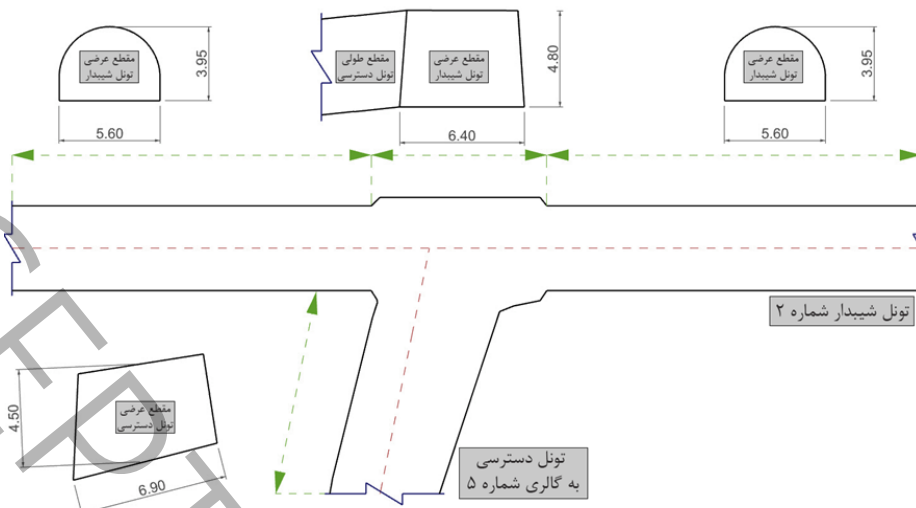 مقطع عرضی
تونل شیبدار
3.95
5.60
مقطع طولی
تونل دسترسی
مقطع عرضی
تونل شیبدار
4.80
6.40
مقطع عرضی
تونل شیبدار
3.95
5.60
تونل شیبدار شماره ۲
مقطع عرضی
تونل دسترسی
4.50
6.90
تونل دسترسی
به گالری شماره ۵